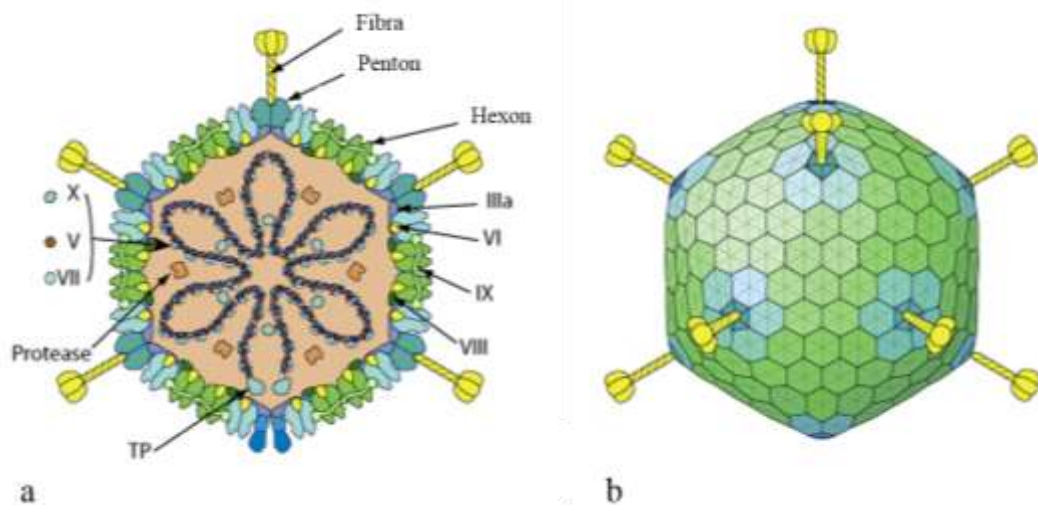 Fibra
Penton
Hexon
X
V
VII
IIIa
VI
IX
VIII
Protease
TP
a
b